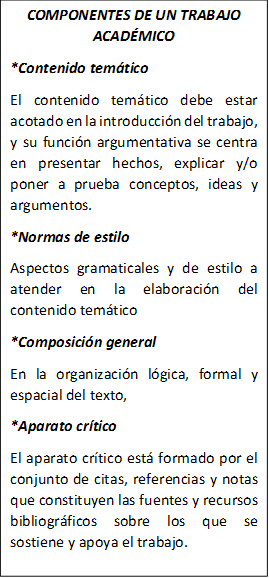 COMPONENTES DE UN TRABAJO
ACADÉMICO
*Contenido temático
El contenido temático debe estar
acotado en la introducción del trabajo,
y su función argumentativa se centra
en presentar hechos, explicar y/o
poner a prueba conceptos, ideas y
argumentos.
*Normas de estilo
Aspectos gramaticales y de estilo a
atender en la elaboración del
contenido temático
*Composición general
En la organización lógica, formal y
espacial del texto,
*Aparato crítico
El aparato crítico está formado por el
conjunto de citas, referencias y notas
que constituyen las fuentes y recursos
bibliográficos sobre los que se
sostiene y apoya el trabajo.